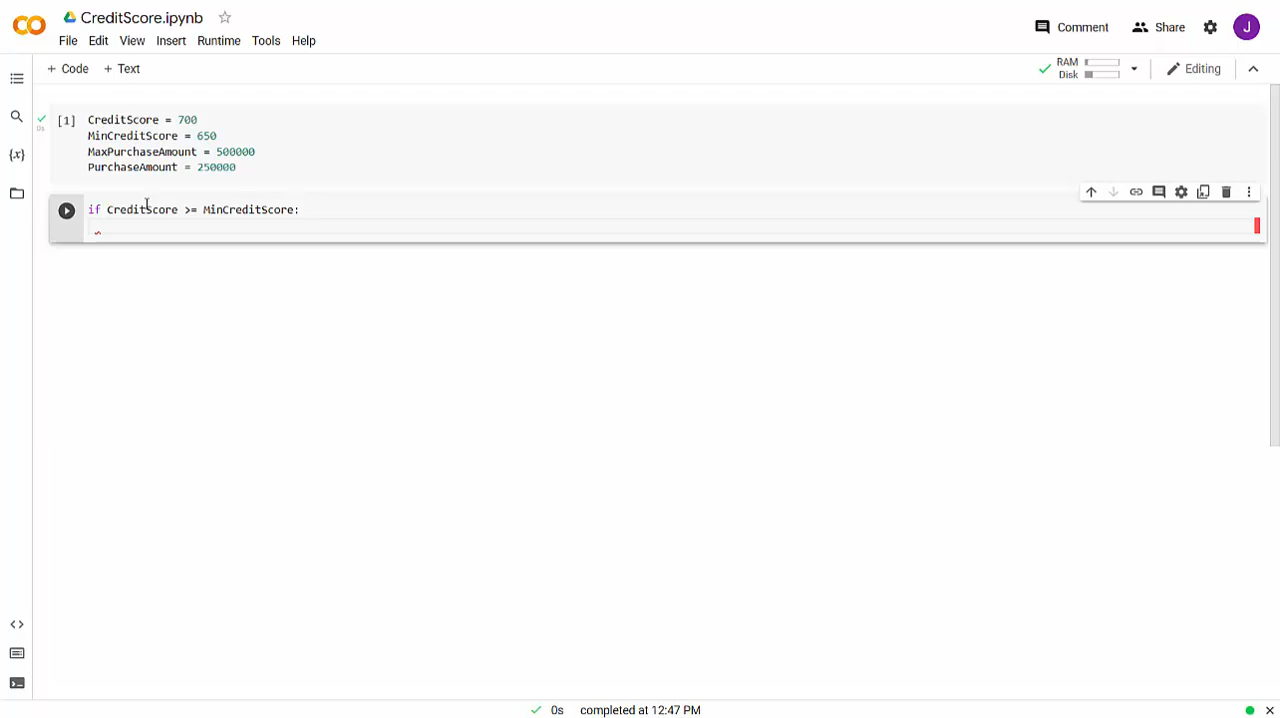 CreditScore.ipynb
File Edit View Insert Runtime Tools Help
Comment Share J
+ Code + Text
RAM
Disk
Editing
[1] CreditScore = 700
0s MinCreditScore = 650
MaxPurchaseAmount = 500000
PurchaseAmount = 250000
{x}
if CreditScore >= MinCreditScore:
0s completed at 12:47 PM